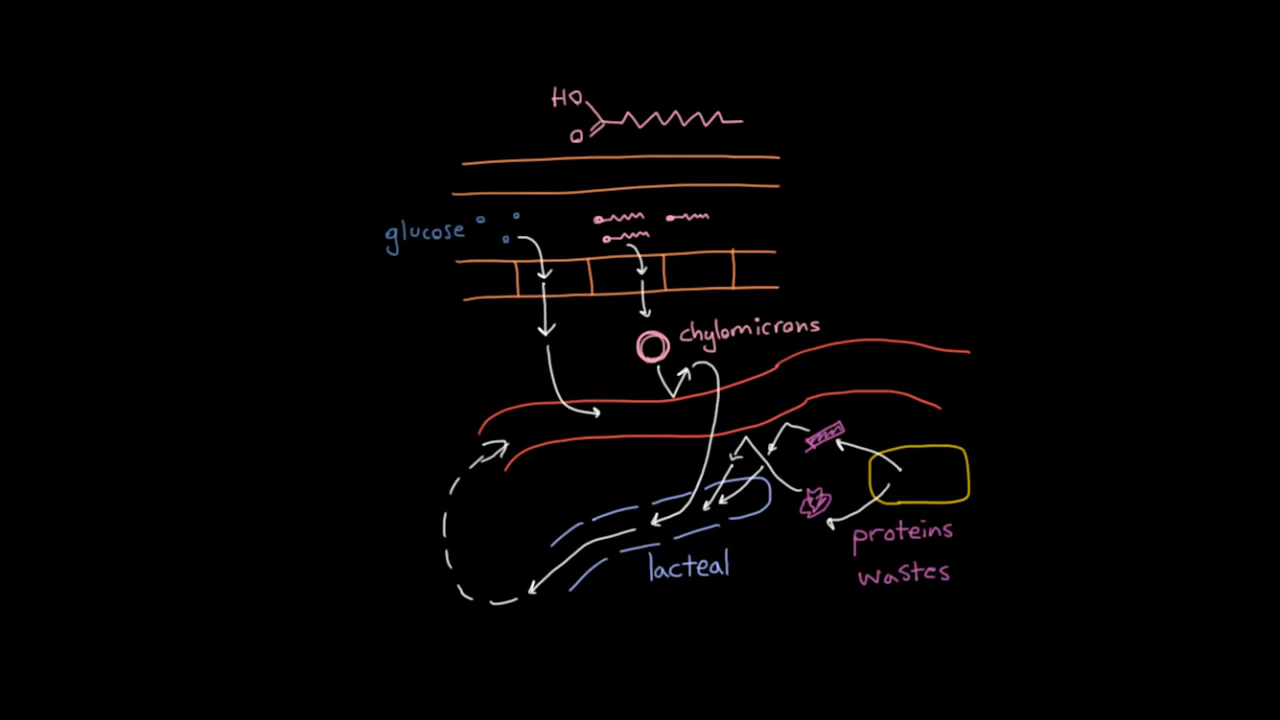 HO
O
glucose
chylomicrons
proteins
wastes
lacteal